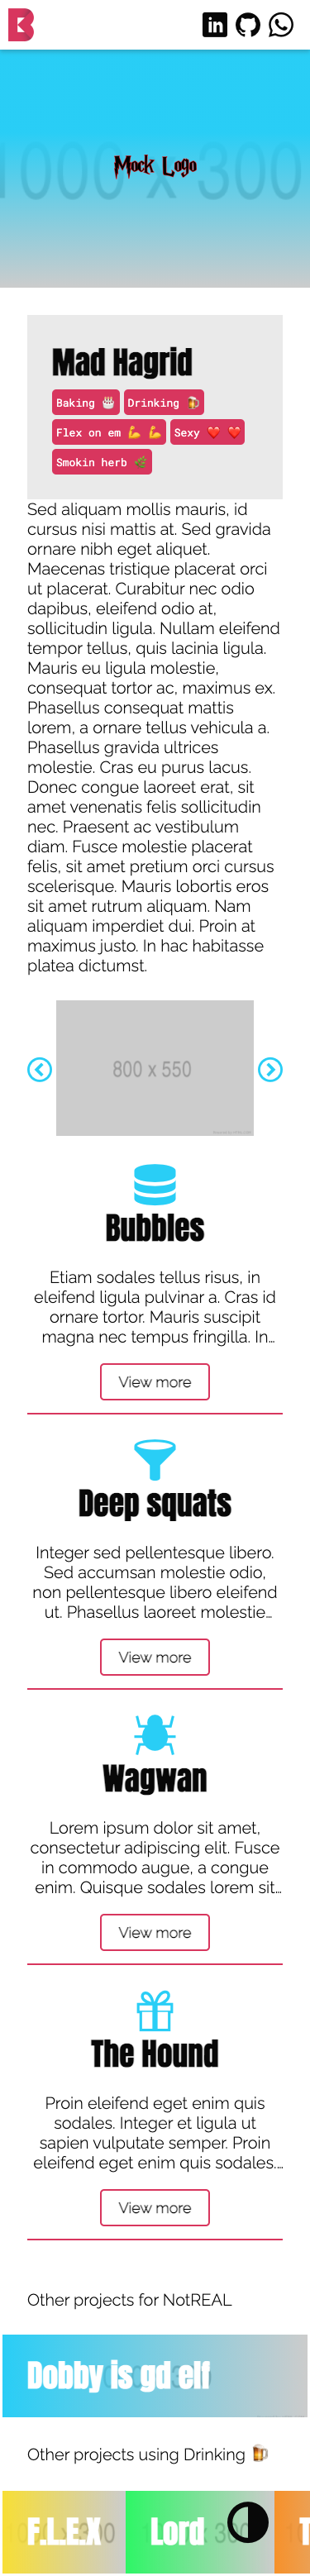 B
1000 x 300
Mock Logo
Mad Hagrid
Baking 🎂 Drinking 🍺
Flex on em 💪 💪 Sexy ❤️ ❤️
Smokin herb 🌿
Sed aliquam mollis mauris, id
cursus nisi mattis at. Sed gravida
ornare nibh eget aliquet.
Maecenas tristique placerat orci
ut placerat. Curabitur nec odio
dapibus, eleifend odio at,
sollicitudin ligula. Nullam eleifend
tempor tellus, quis lacinia ligula.
Mauris eu ligula molestie,
consequat tortor ac, maximus ex.
Phasellus consequat mattis
lorem, a ornare tellus vehicula a.
Phasellus gravida ultrices
molestie. Cras eu purus lacus.
Donec congue laoreet erat, sit
amet venenatis felis sollicitudin
nec. Praesent ac vestibulum
diam. Fusce molestie placerat
felis, sit amet pretium orci cursus
scelerisque. Mauris lobortis eros
sit amet rutrum aliquam. Nam
aliquam imperdiet dui. Proin at
maximus justo. In hac habitasse
platea dictumst.
800 x 550
Bubbles
Etiam sodales tellus risus, in
eleifend ligula pulvinar a. Cras id
ornare tortor. Mauris suscipit
magna nec tempus fringilla. In...
View more
Deep squats
Integer sed pellentesque libero.
Sed accumsan molestie odio,
non pellentesque libero eleifend
ut. Phasellus laoreet molestie...
View more
Wagwan
Lorem ipsum dolor sit amet,
consectetur adipiscing elit. Fusce
in commodo augue, a congue
enim. Quisque sodales lorem sit...
View more
The Hound
Proin eleifend eget enim quis
sodales. Integer et ligula ut
sapien vulputate semper. Proin
eleifend eget enim quis sodales....
View more
Other projects for NotREAL
Dobby is gd elf
Other projects using Drinking 🍺
F.L.E.X Lord T